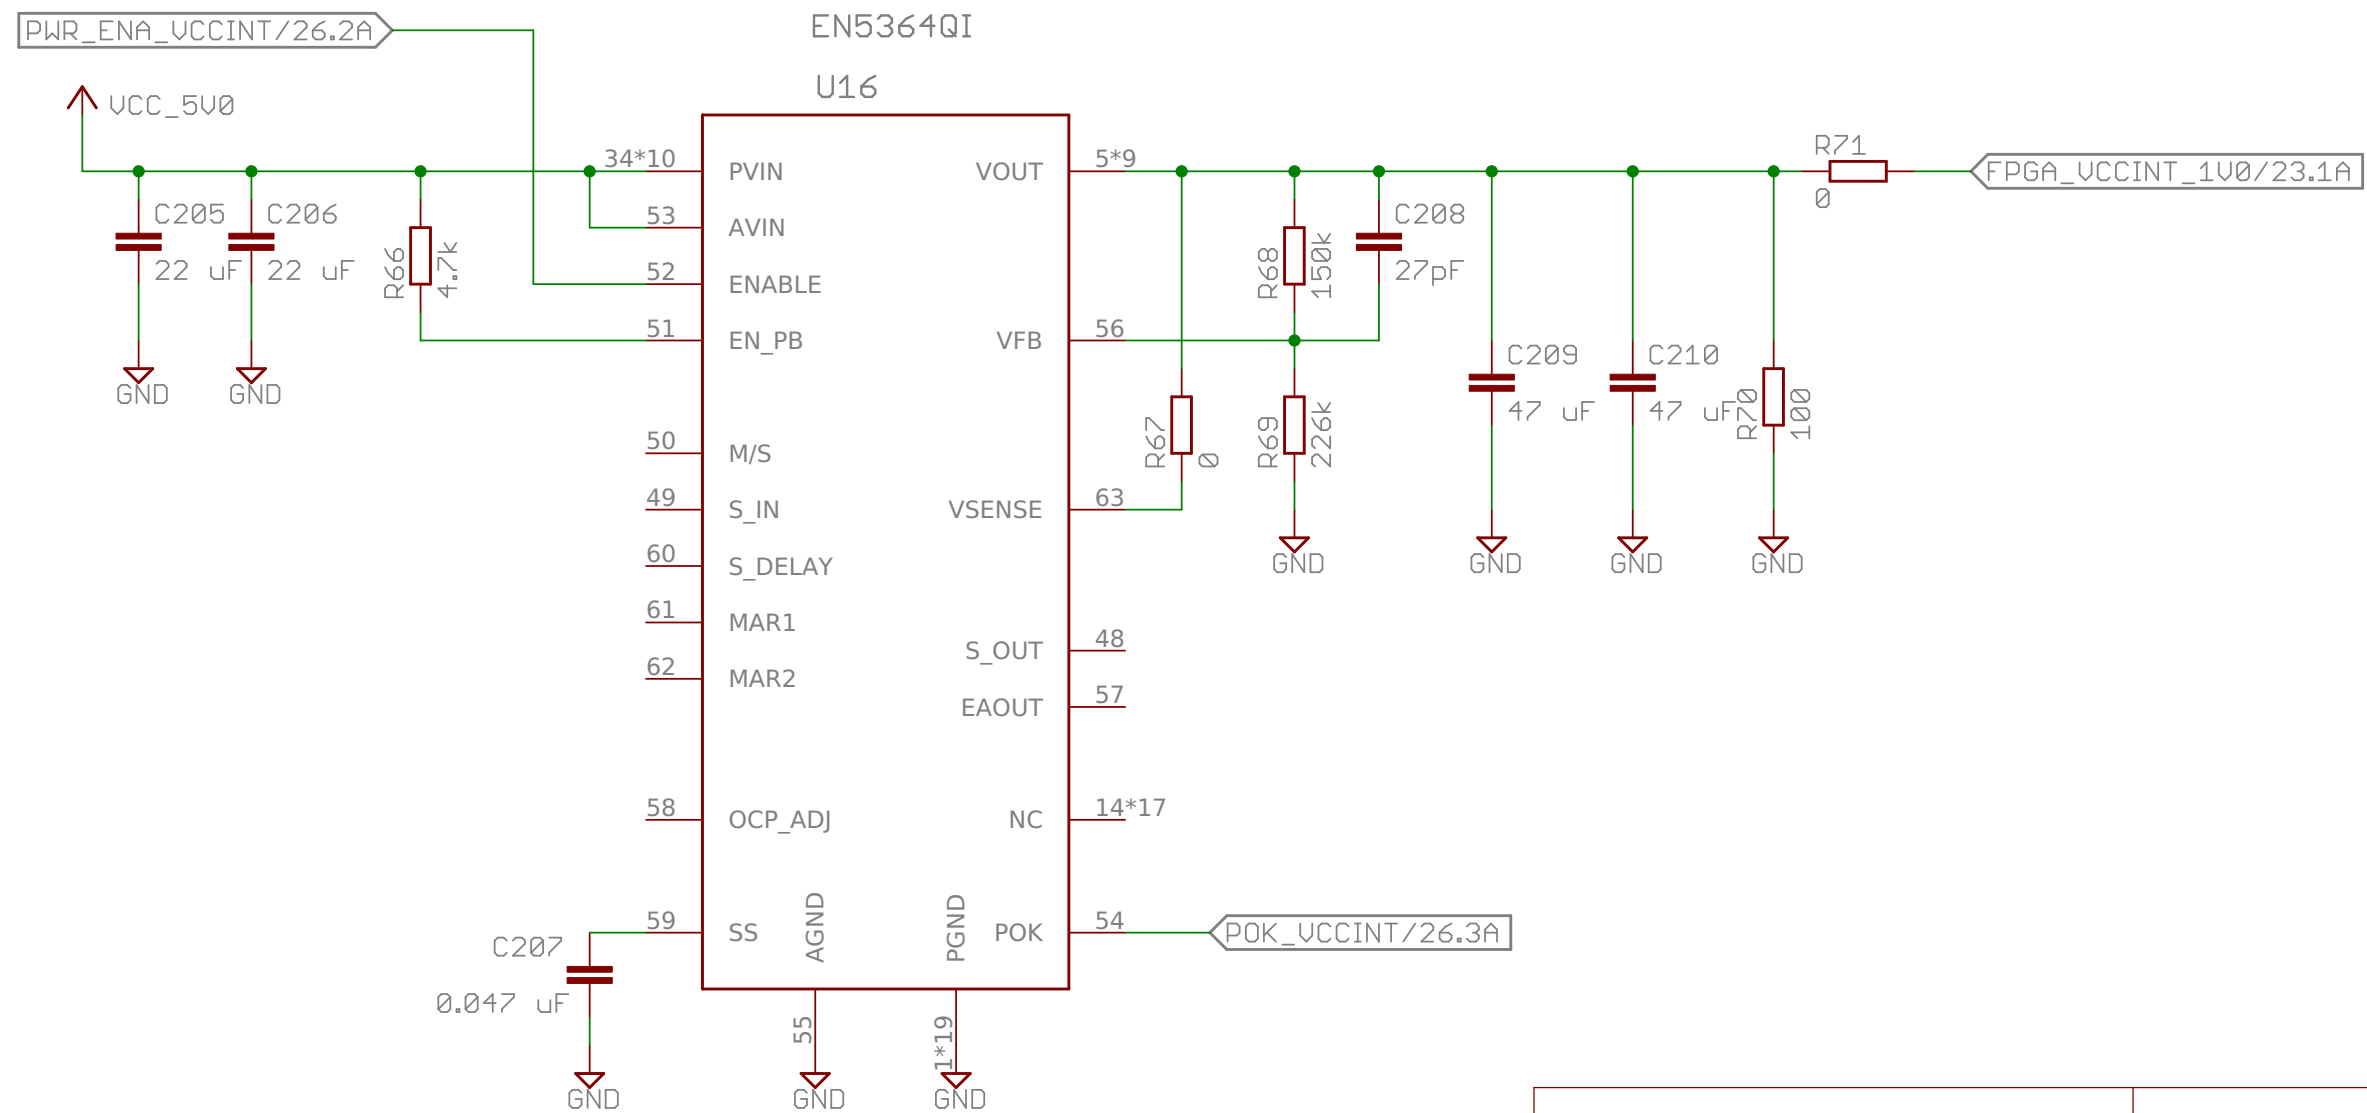 PWR_ENA_VCCINT/26.2A
EN5364QI
U16
VCC_5V0
34*10 PVIN
VOUT 5*9
R71
0
FPGA_VCCINT_1V0/23.1A
C205
22 uF
C206
22 uF
R66
4.7k
53 AVIN
52 ENABLE
51 EN_PB
R68
150k
C208
27pF
VFB 56
GND
GND
C209
47 uF
C210
47 uF
R70
100
50 M/S
49 S_IN
R67
0
R69
226k
VSENSE 63
60 S_DELAY
GND
GND
GND
GND
61 MAR1
62 MAR2
S_OUT 48
EAOUT 57
58 OCP_ADJ
NC 14*17
59 SS
AGND
PGND
POK 54
POK_VCCINT/26.3A
C207
0.047 uF
55
1*19
GND
GND
GND